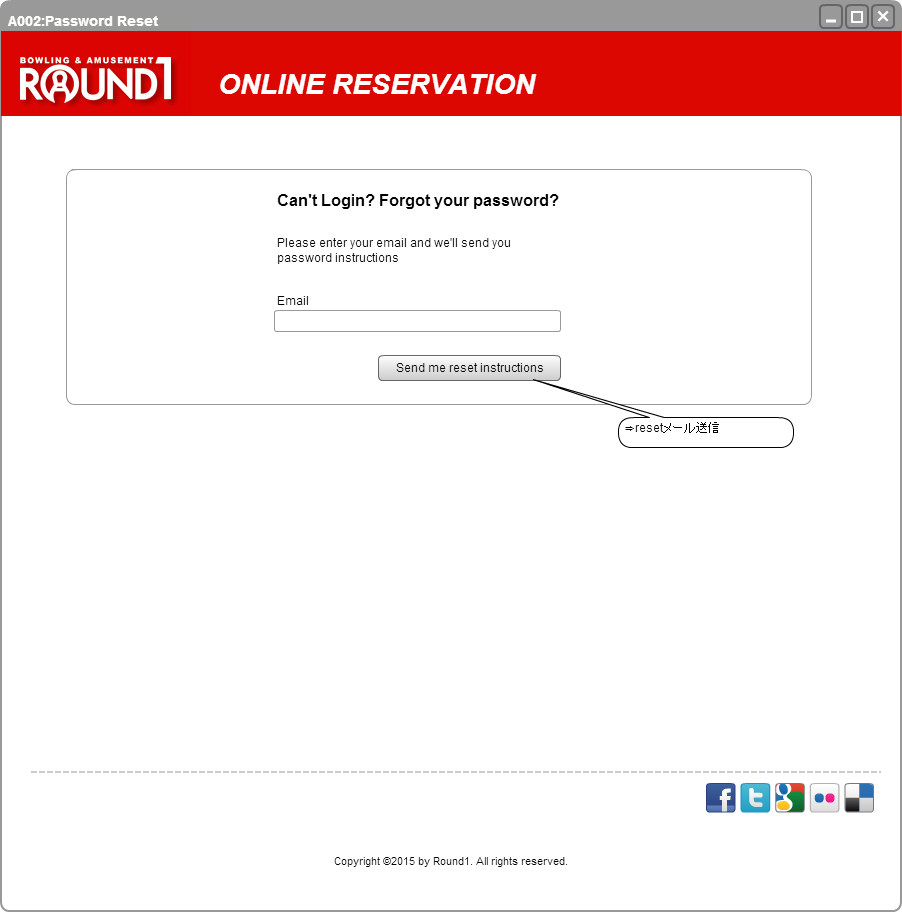 A002:Password Reset
BOWLING & AMUSEMENT
ROUND1
ONLINE RESERVATION
Can't Login? Forgot your password?
Please enter your email and we'll send you
password instructions
Email
Send me reset instructions
⇒resetメール送信
Copyright ©2015 by Round1. All rights reserved.